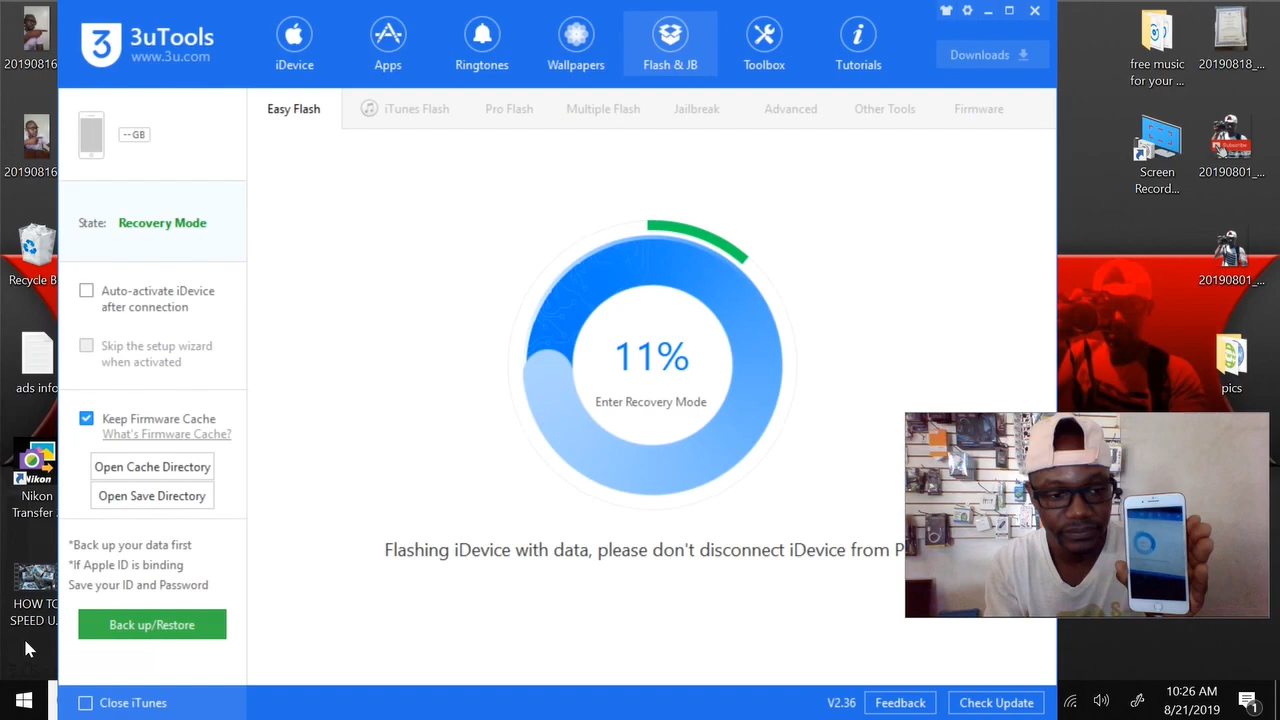 20190816
20190816
Recycle B
ads info
Nikon
Nikon
Transfer ...
HOW TO
SPEED U...
3
3uTools
www.3u.com
iDevice
Apps
Ringtones
Wallpapers
Flash & JB
Toolbox
Tutorials
Downloads
--GB
Easy Flash
iTunes Flash
Pro Flash
Multiple Flash
Jailbreak
Advanced
Other Tools
Firmware
State: Recovery Mode
Auto-activate iDevice
after connection
Skip the setup wizard
when activated
Keep Firmware Cache
What's Firmware Cache?
Open Cache Directory
Open Save Directory
*Back up your data first
*If Apple ID is binding
Save your ID and Password
Back up/Restore
11%
Enter Recovery Mode
Flashing iDevice with data, please don't disconnect iDevice from P
Close iTunes
V2.36
Feedback
Check Update
free music
for your ...
20190818_...
Screen
Record...
Subscribe
20190801_...
20190801_...
pics
10:26 AM
8/21/2019
1